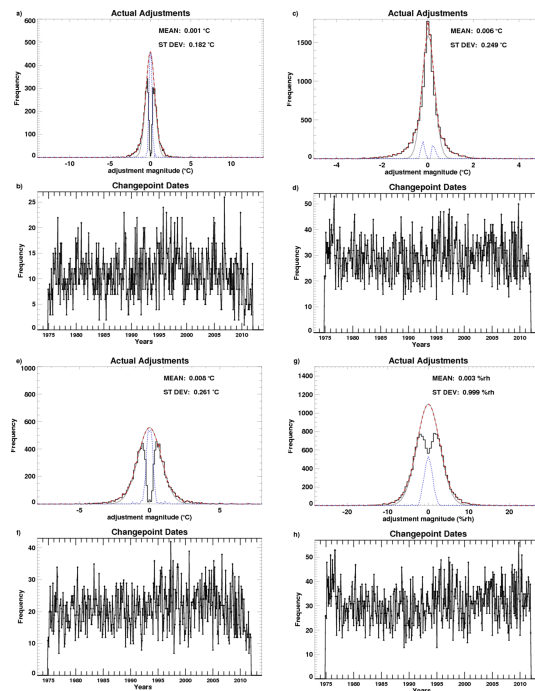 a) Actual Adjustments
MEAN: 0.001 °C
ST DEV: 0.182 °C
600
500
400
300
200
100
0
Frequency
-10 -5 0 5 10
adjustment magnitude (°C)
b) Changepoint Dates
25
20
15
10
5
0
Frequency
1975 1980 1985 1990 1995 2000 2005 2010
Years
c) Actual Adjustments
MEAN: 0.006 °C
ST DEV: 0.249 °C
1500
1000
500
0
Frequency
-4 -2 0 2 4
adjustment magnitude (°C)
d) Changepoint Dates
50
40
30
20
10
0
Frequency
1975 1980 1985 1990 1995 2000 2005 2010
Years
e) Actual Adjustments
MEAN: 0.008 °C
ST DEV: 0.261 °C
1000
800
600
400
200
0
Frequency
-5 0 5
adjustment magnitude (°C)
f) Changepoint Dates
40
30
20
10
0
Frequency
1975 1980 1985 1990 1995 2000 2005 2010
Years
g) Actual Adjustments
MEAN: 0.003 %rh
ST DEV: 0.999 %rh
1400
1200
1000
800
600
400
200
0
Frequency
-20 -10 0 10 20
adjustment magnitude (%rh)
h) Changepoint Dates
50
40
30
20
10
0
Frequency
1975 1980 1985 1990 1995 2000 2005 2010
Years